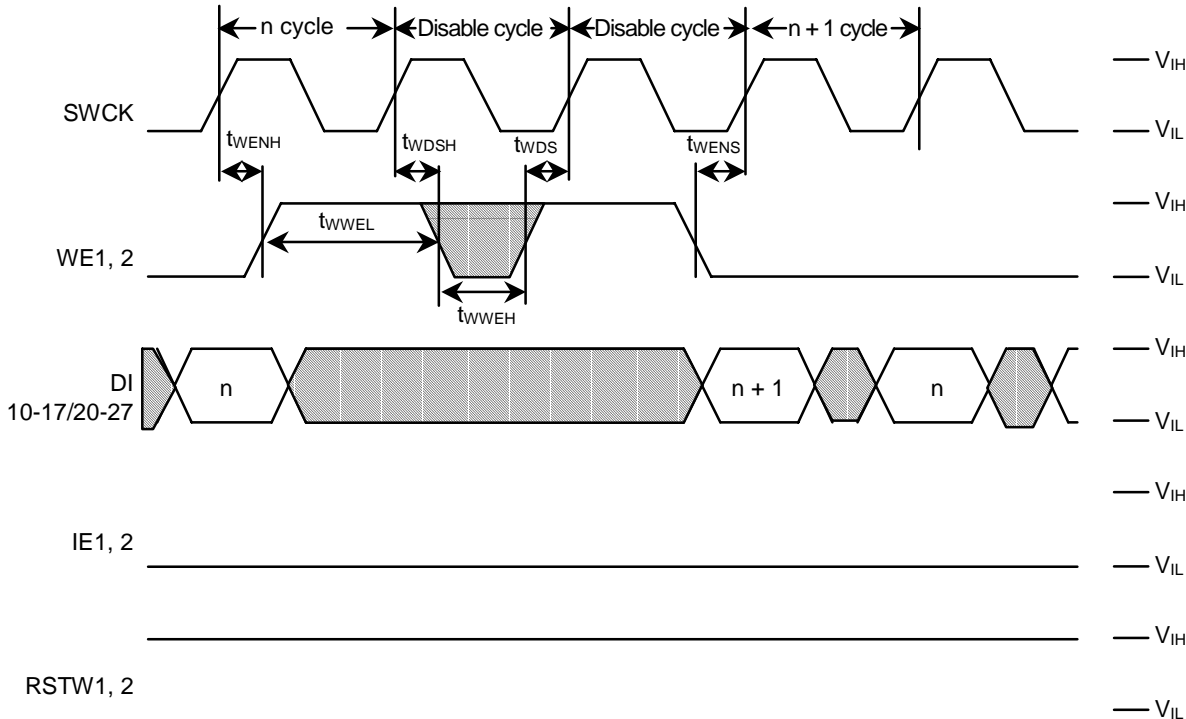 n cycle Disable cycle Disable cycle n + 1 cycle
SWCK
VIH
VIL
tWENH tWDSH tWDS tWENS
WE1, 2
tWWEL
tWWEH
VIH
VIL
DI
10-17/20-27
n n + 1 n
VIH
VIL
IE1, 2
VIH
VIL
RSTW1, 2
VIH
VIL